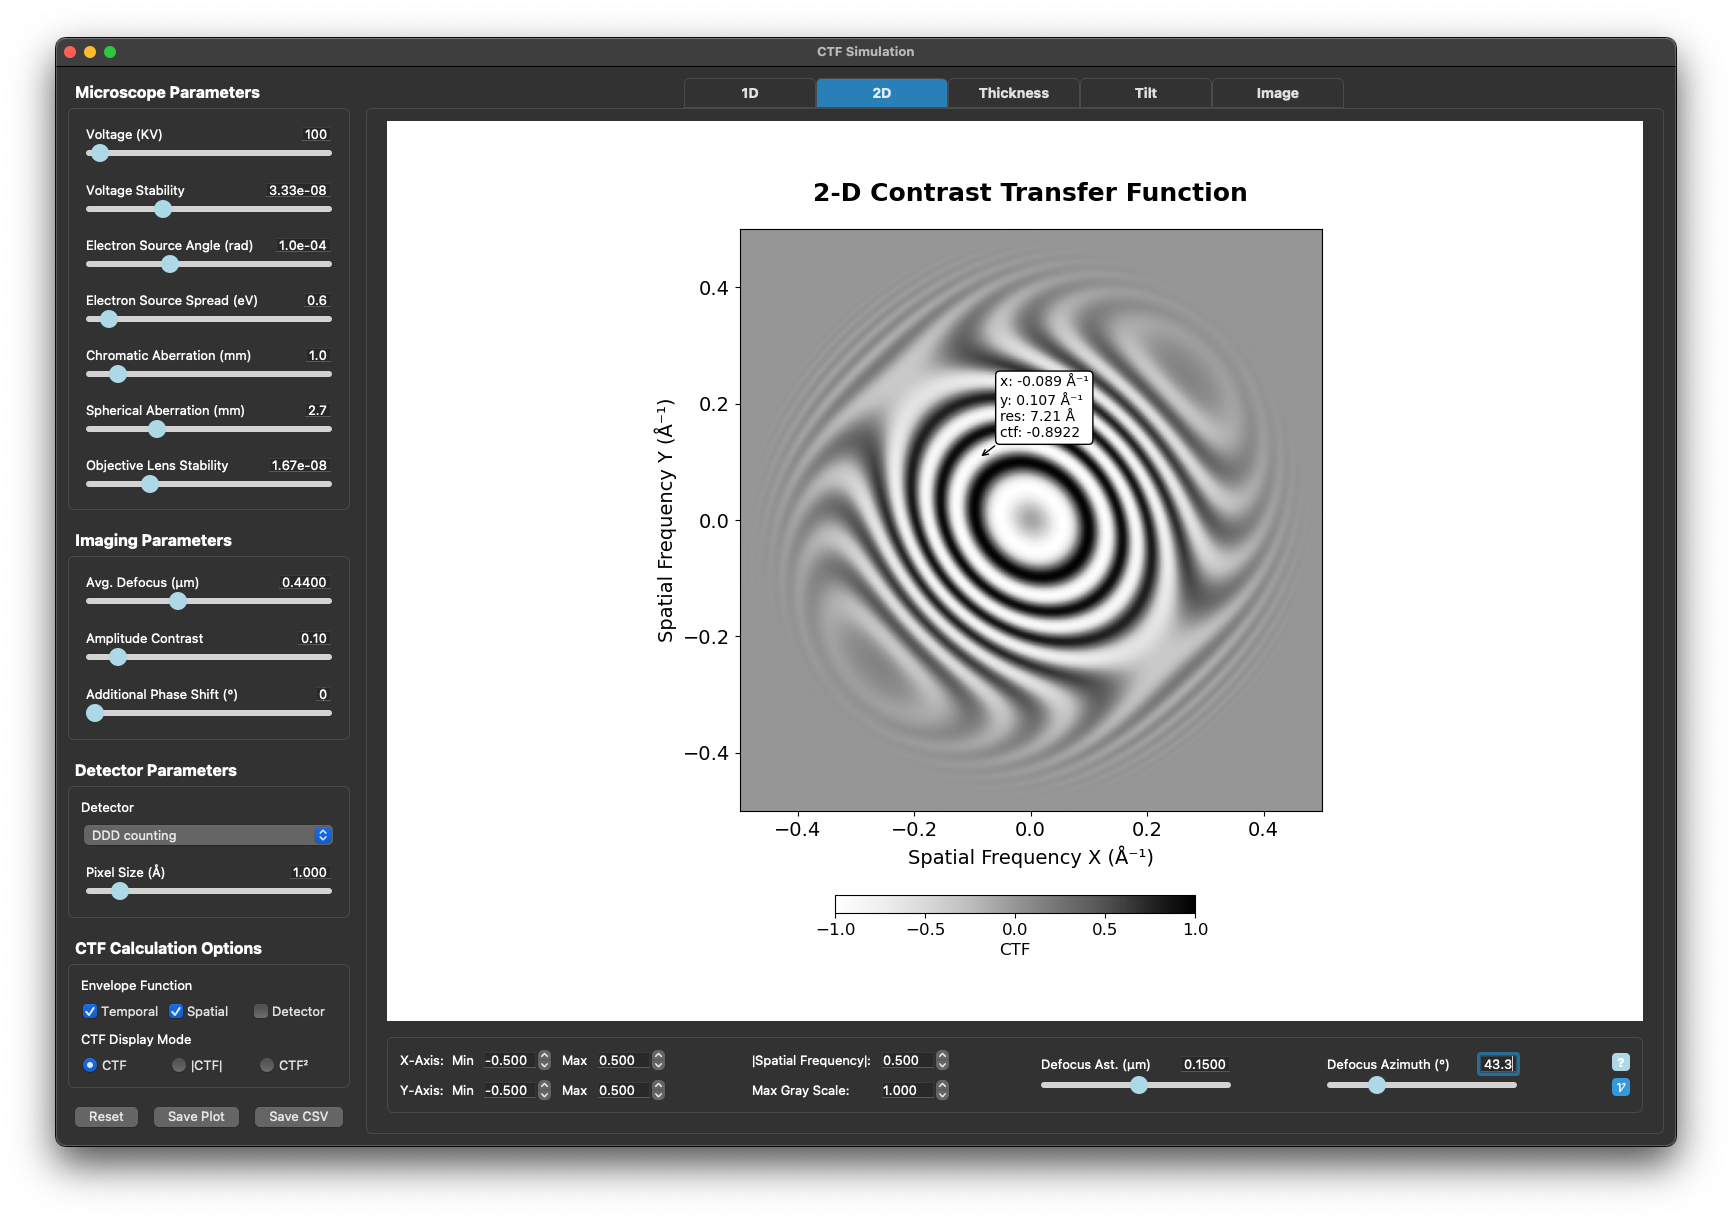 CTF Simulation
Microscope Parameters
Voltage (KV) 100
Voltage Stability 3.33e-08
Electron Source Angle (rad) 1.0e-04
Electron Source Spread (eV) 0.6
Chromatic Aberration (mm) 1.0
Spherical Aberration (mm) 2.7
Objective Lens Stability 1.67e-08
Imaging Parameters
Avg. Defocus (µm) 0.4400
Amplitude Contrast 0.10
Additional Phase Shift (°) 0
Detector Parameters
Detector
DDD counting
Pixel Size (Å) 1.000
CTF Calculation Options
Envelope Function
Temporal Spatial Detector
CTF Display Mode
CTF |CTF| CTF²
Reset Save Plot Save CSV
1D 2D Thickness Tilt Image
2-D Contrast Transfer Function
0.4
0.2
0.0
−0.2
−0.4
Spatial Frequency Y (Å⁻¹)
x: -0.089 Å⁻¹
y: 0.107 Å⁻¹
res: 7.21 Å
ctf: -0.8922
−0.4 −0.2 0.0 0.2 0.4
Spatial Frequency X (Å⁻¹)
−1.0 −0.5 0.0 0.5 1.0
CTF
X-Axis: Min -0.500 Max 0.500 |Spatial Frequency|: 0.500
Y-Axis: Min -0.500 Max 0.500 Max Gray Scale: 1.000
Defocus Ast. (µm) 0.1500 Defocus Azimuth (°) 43.3
?